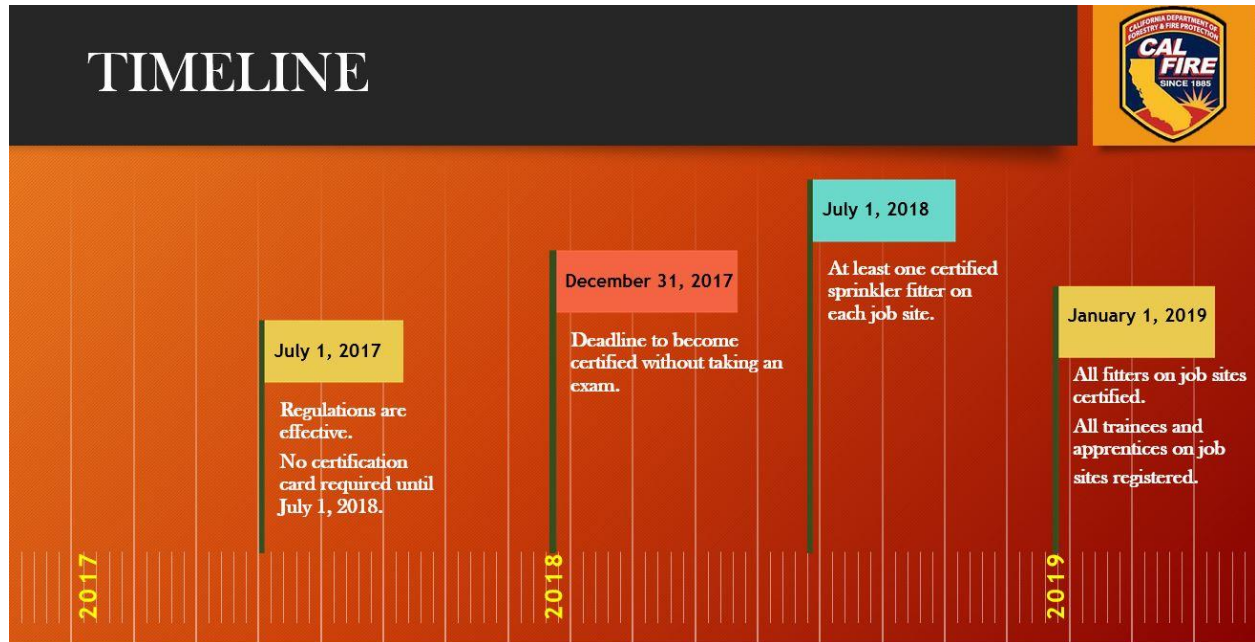 TIMELINE
CALIFORNIA DEPARTMENT OF
FORESTRY & FIRE PROTECTION
CAL
FIRE
SINCE 1885
July 1, 2017
Regulations are
effective.
No certification
card required until
July 1, 2018.
December 31, 2017
Deadline to become
certified without taking an
exam.
July 1, 2018
At least one certified
sprinkler fitter on
each job site.
January 1, 2019
All fitters on job sites
certified.
All trainees and
apprentices on job
sites registered.
2017
2018
2019